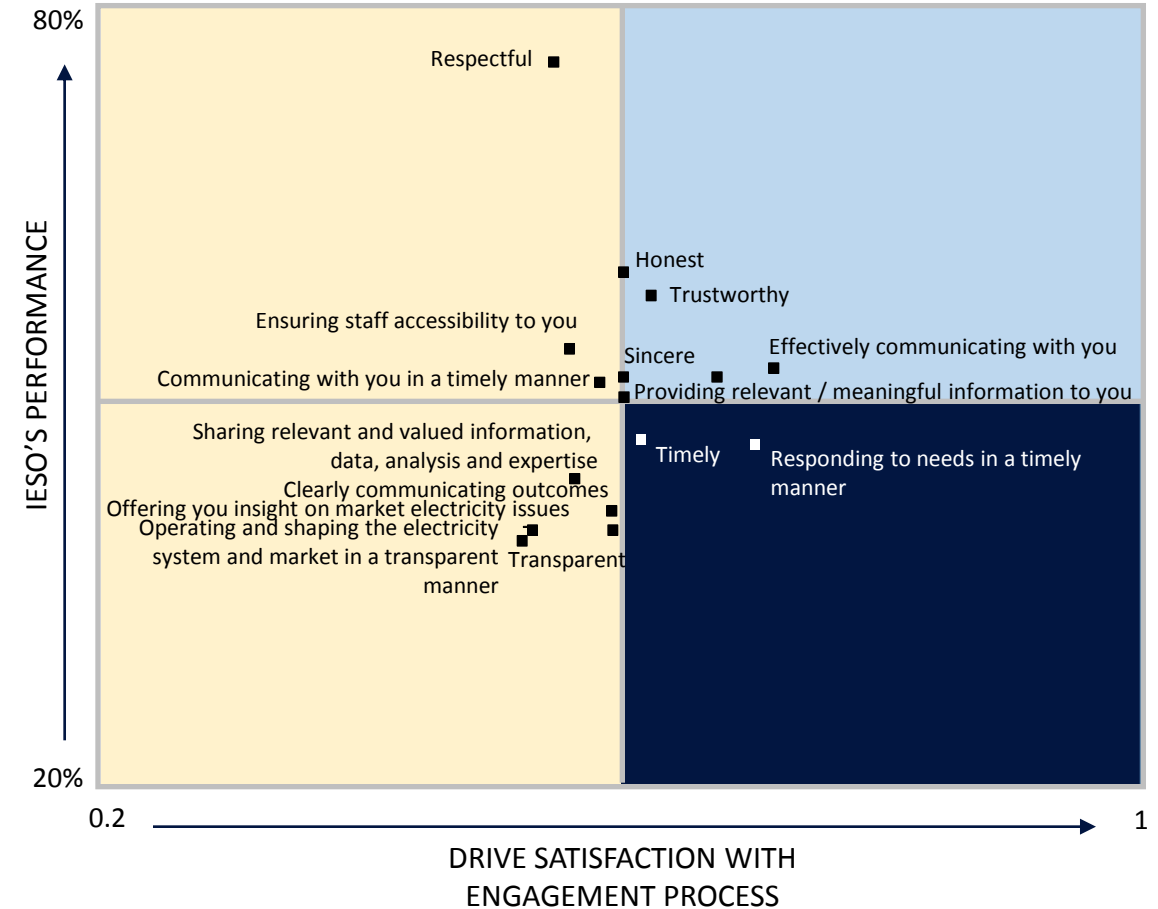 80%
Respectful
IESO'S PERFORMANCE
Honest
Trustworthy
Ensuring staff accessibility to you
Effectively communicating with you
Sincere
Communicating with you in a timely manner
Providing relevant / meaningful information to you
Sharing relevant and valued information,
data, analysis and expertise
Timely
Responding to needs in a timely
manner
Clearly communicating outcomes
Offering you insight on market electricity issues
Operating and shaping the electricity
system and market in a transparent
manner
Transparent
20%
0.2
1
DRIVE SATISFACTION WITH
ENGAGEMENT PROCESS